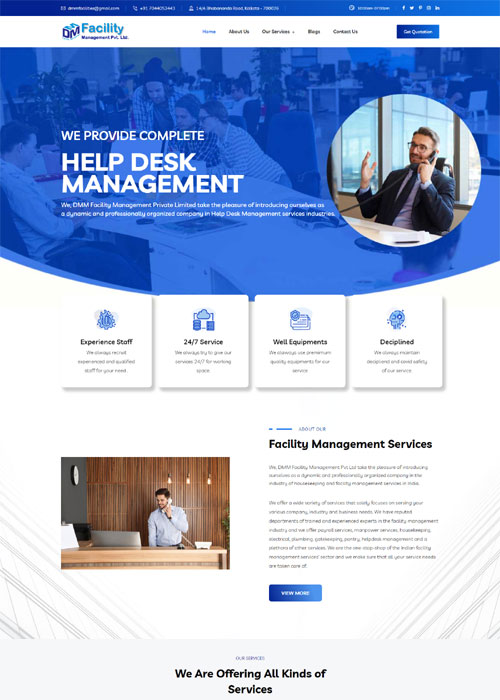 dmmfacilities@gmail.com
+91 7044053443
14/A Bhabananda Road, Kolkata - 700026
DM Facility
Management Pvt. Ltd.
Home
About Us
Our Services
Blogs
Contact Us
Get Quotation
WE PROVIDE COMPLETE
HELP DESK
MANAGEMENT
We, DMM Facility Management Private Limited take the pleasure of introducing ourselves as
a dynamic and professionally organized company in Help Desk Management services industries.
Experience Staff
We always recruit
experienced and qualified
staff for your need.
24/7 Service
We always try to give our
services 24/7 for working
space.
Well Equipments
We always use premium
quality equipments for our
service.
Deciplined
We always maintain
deciplined and covid safety
of our service.
ABOUT OUR
Facility Management Services
We, DMM Facility Management Pvt Ltd take the pleasure of introducing
ourselves as a dynamic and professionally organized company in the
industry of housekeeping and facility management services in India.
We offer a wide variety of services that solely focuses on serving your
various company, industry and business needs. We have reputed
departments of trained and experienced experts in the facility management
industry and we offer payroll services, manpower services, housekeeping,
electrical, plumbing, gatekeeping, pantry, helpdesk management and a
plethora of other services. We are the one-stop-shop of the Indian facility
management services' sector and we make sure that all your service needs
are taken care of.
VIEW MORE
OUR SERVICES
We Are Offering All Kinds of
Services